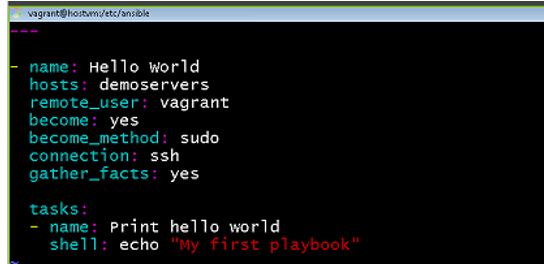 vagrant@hostvm:/etc/ansible
---
- name: Hello World
hosts: demoservers
remote_user: vagrant
become: yes
become_method: sudo
connection: ssh
gather_facts: yes
tasks:
- name: Print hello world
shell: echo "My first playbook"
~